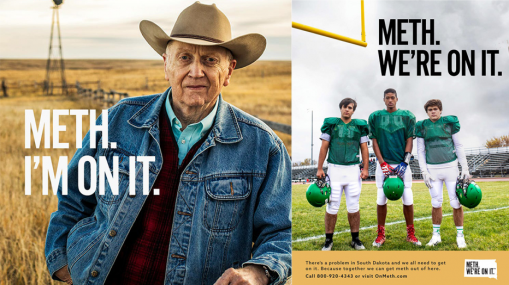 METH.
I'M ON IT.
METH.
WE'RE ON IT.
There's a problem in South Dakota and we all need to get
on it. Because together we can get meth out of here.
Call 800-920-4343 or visit OnMeth.com
METH.
WE'RE ON IT.